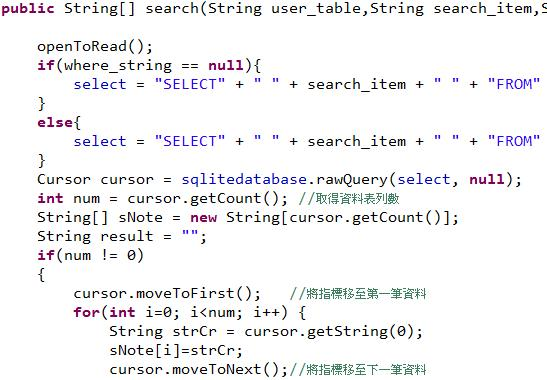 public String[] search(String user_table,String search_item,S
openToRead();
if(where_string == null){
select = "SELECT" + " " + search_item + " " + "FROM"
}
else{
select = "SELECT" + " " + search_item + " " + "FROM"
}
Cursor cursor = sqlitedatabase.rawQuery(select, null);
int num = cursor.getCount(); //取得資料表列數
String[] sNote = new String[cursor.getCount()];
String result = "";
if(num != 0)
{
cursor.moveToFirst();   //將指標移至第一筆資料
for(int i=0; i<num; i++) {
String strCr = cursor.getString(0);
sNote[i]=strCr;
cursor.moveToNext();//將指標移至下一筆資料